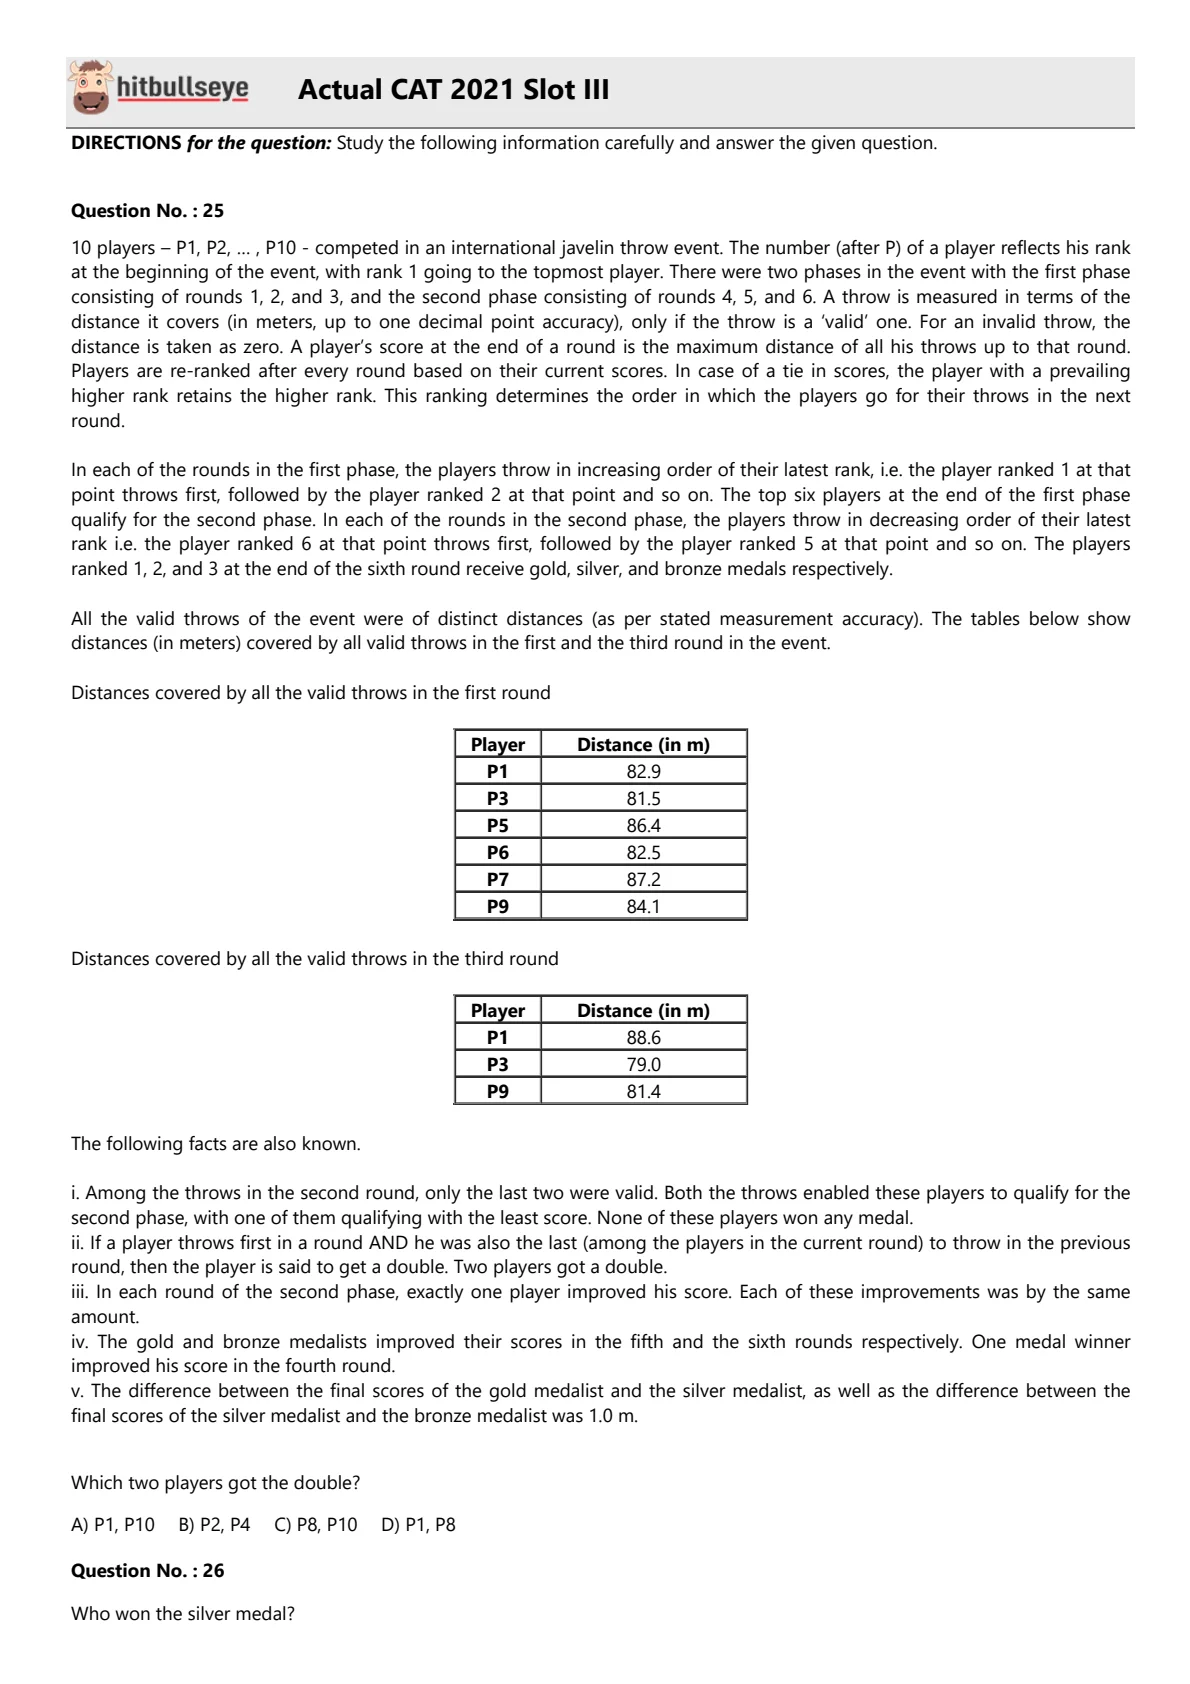 hitbullseye Actual CAT 2021 Slot III
DIRECTIONS for the question: Study the following information carefully and answer the given question.
Question No. : 25
10 players – P1, P2, ... , P10 - competed in an international javelin throw event. The number (after P) of a player reflects his rank
at the beginning of the event, with rank 1 going to the topmost player. There were two phases in the event with the first phase
consisting of rounds 1, 2, and 3, and the second phase consisting of rounds 4, 5, and 6. A throw is measured in terms of the
distance it covers (in meters, up to one decimal point accuracy), only if the throw is a ‘valid’ one. For an invalid throw, the
distance is taken as zero. A player’s score at the end of a round is the maximum distance of all his throws up to that round.
Players are re-ranked after every round based on their current scores. In case of a tie in scores, the player with a prevailing
higher rank retains the higher rank. This ranking determines the order in which the players go for their throws in the next
round.
In each of the rounds in the first phase, the players throw in increasing order of their latest rank, i.e. the player ranked 1 at that
point throws first, followed by the player ranked 2 at that point and so on. The top six players at the end of the first phase
qualify for the second phase. In each of the rounds in the second phase, the players throw in decreasing order of their latest
rank i.e. the player ranked 6 at that point throws first, followed by the player ranked 5 at that point and so on. The players
ranked 1, 2, and 3 at the end of the sixth round receive gold, silver, and bronze medals respectively.
All the valid throws of the event were of distinct distances (as per stated measurement accuracy). The tables below show
distances (in meters) covered by all valid throws in the first and the third round in the event.
Distances covered by all the valid throws in the first round
Player Distance (in m)
P1 82.9
P3 81.5
P5 86.4
P6 82.5
P7 87.2
P9 84.1
Distances covered by all the valid throws in the third round
Player Distance (in m)
P1 88.6
P3 79.0
P9 81.4
The following facts are also known.
i. Among the throws in the second round, only the last two were valid. Both the throws enabled these players to qualify for the
second phase, with one of them qualifying with the least score. None of these players won any medal.
ii. If a player throws first in a round AND he was also the last (among the players in the current round) to throw in the previous
round, then the player is said to get a double. Two players got a double.
iii. In each round of the second phase, exactly one player improved his score. Each of these improvements was by the same
amount.
iv. The gold and bronze medalists improved their scores in the fifth and the sixth rounds respectively. One medal winner
improved his score in the fourth round.
v. The difference between the final scores of the gold medalist and the silver medalist, as well as the difference between the
final scores of the silver medalist and the bronze medalist was 1.0 m.
Which two players got the double?
A) P1, P10 B) P2, P4 C) P8, P10 D) P1, P8
Question No. : 26
Who won the silver medal?